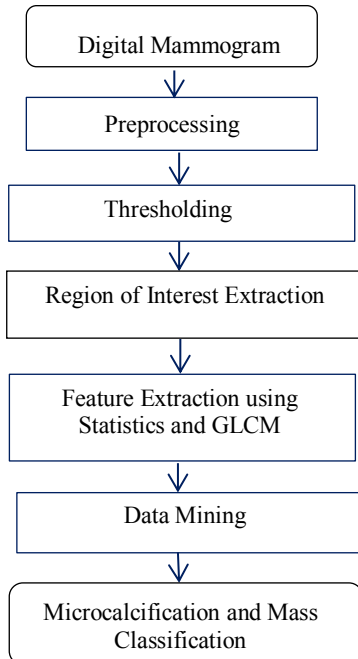 Digital Mammogram
Preprocessing
Thresholding
Region of Interest Extraction
Feature Extraction using
Statistics and GLCM
Data Mining
Microcalcification and Mass
Classification